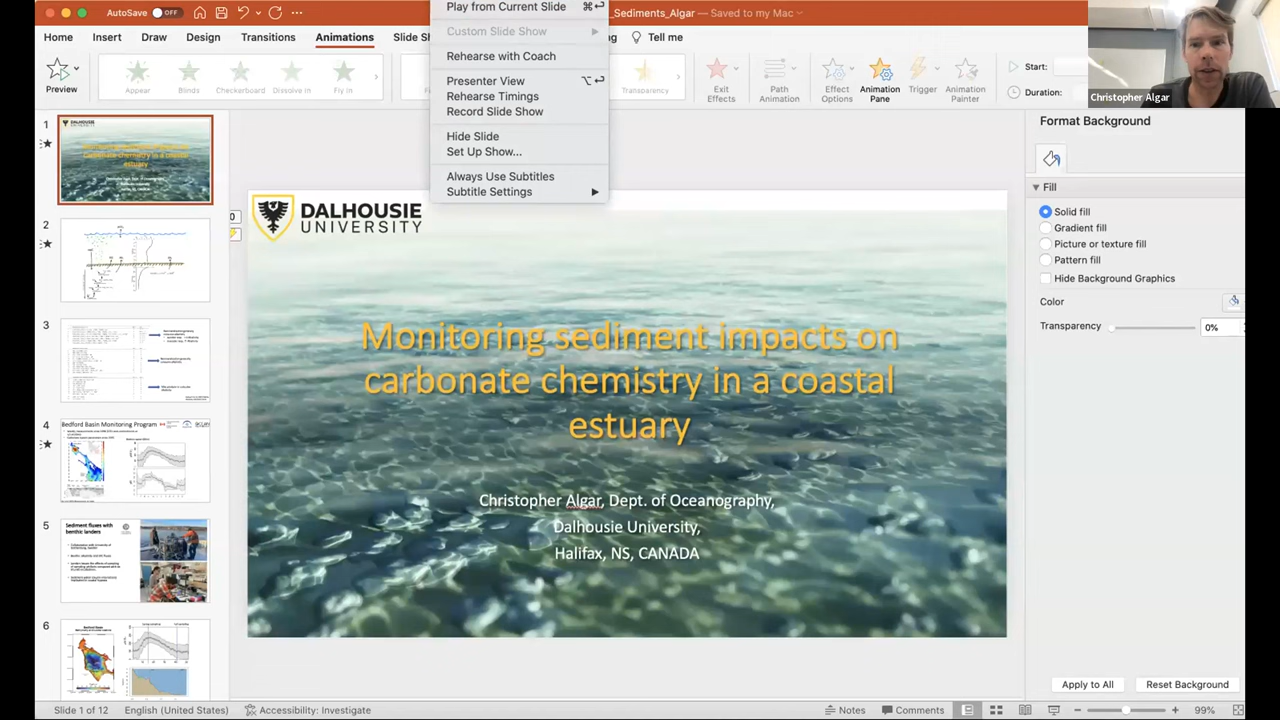 AutoSave OFF
_Sediments_Algar — Saved to my Mac
Home Insert Draw Design Transitions Animations Slide Sh
Tell me
Play from Current Slide ⌘↩
Custom Slide Show
Rehearse with Coach
Presenter View ⌥↩
Rehearse Timings
Record Slide Show
Hide Slide
Set Up Show...
Always Use Subtitles
Subtitle Settings
Preview
Appear Blinds Checkerboard Dissolve In Fly In
Transparency
Exit Effects
Path Animation
Effect Options
Animation Pane
Trigger
Animation Painter
Start:
Duration:
Christopher Algar
1
2
3
4
Bedford Basin Monitoring Program
5
Sediment fluxes with
benthic landers
6
Bedford Basin
0
DALHOUSIE
UNIVERSITY
Monitoring sediment impacts on
carbonate chemistry in a coastal
estuary
Christopher Algar, Dept. of Oceanography,
Dalhousie University,
Halifax, NS, CANADA
Format Background
Fill
Solid fill
Gradient fill
Picture or texture fill
Pattern fill
Hide Background Graphics
Color
Transparency 0%
Apply to All Reset Background
Slide 1 of 12 English (United States) Accessibility: Investigate
Notes Comments 99%